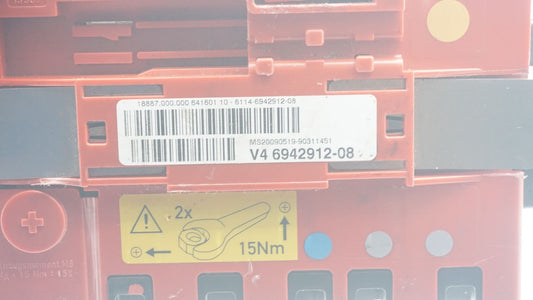 18887.000.000 641601 10 - 6114 6942912-08
MS20090519-90311451
V4 6942912-08
2x
15Nm